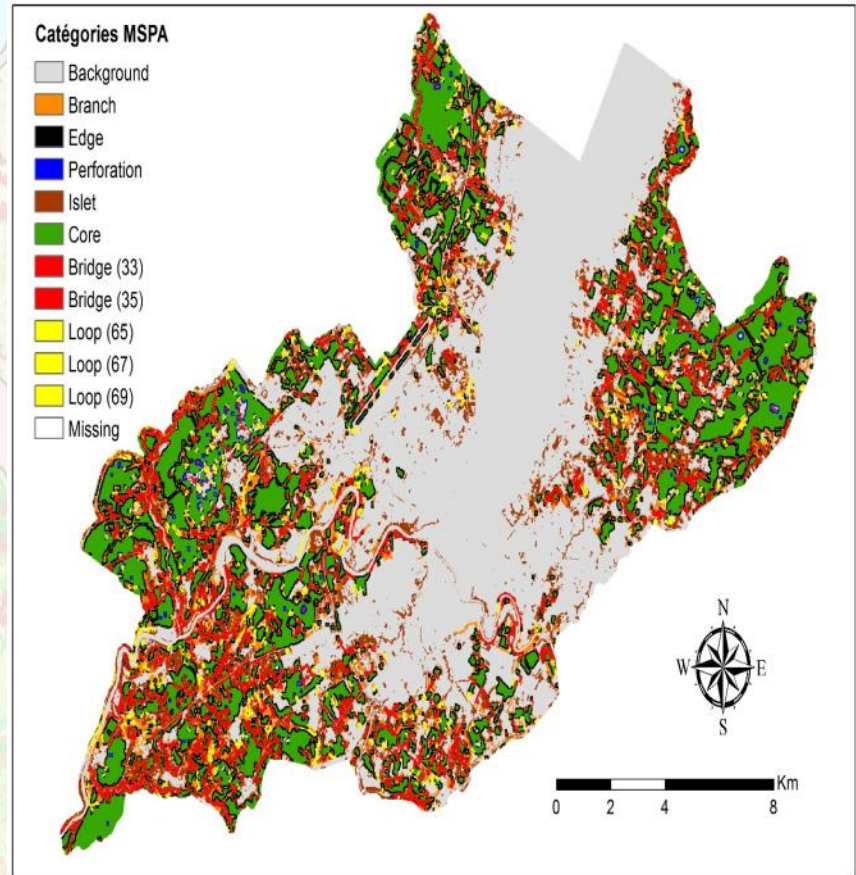 Catégories MSPA
Background
Branch
Edge
Perforation
Islet
Core
Bridge (33)
Bridge (35)
Loop (65)
Loop (67)
Loop (69)
Missing
N
W E
S
Km
0 2 4 8